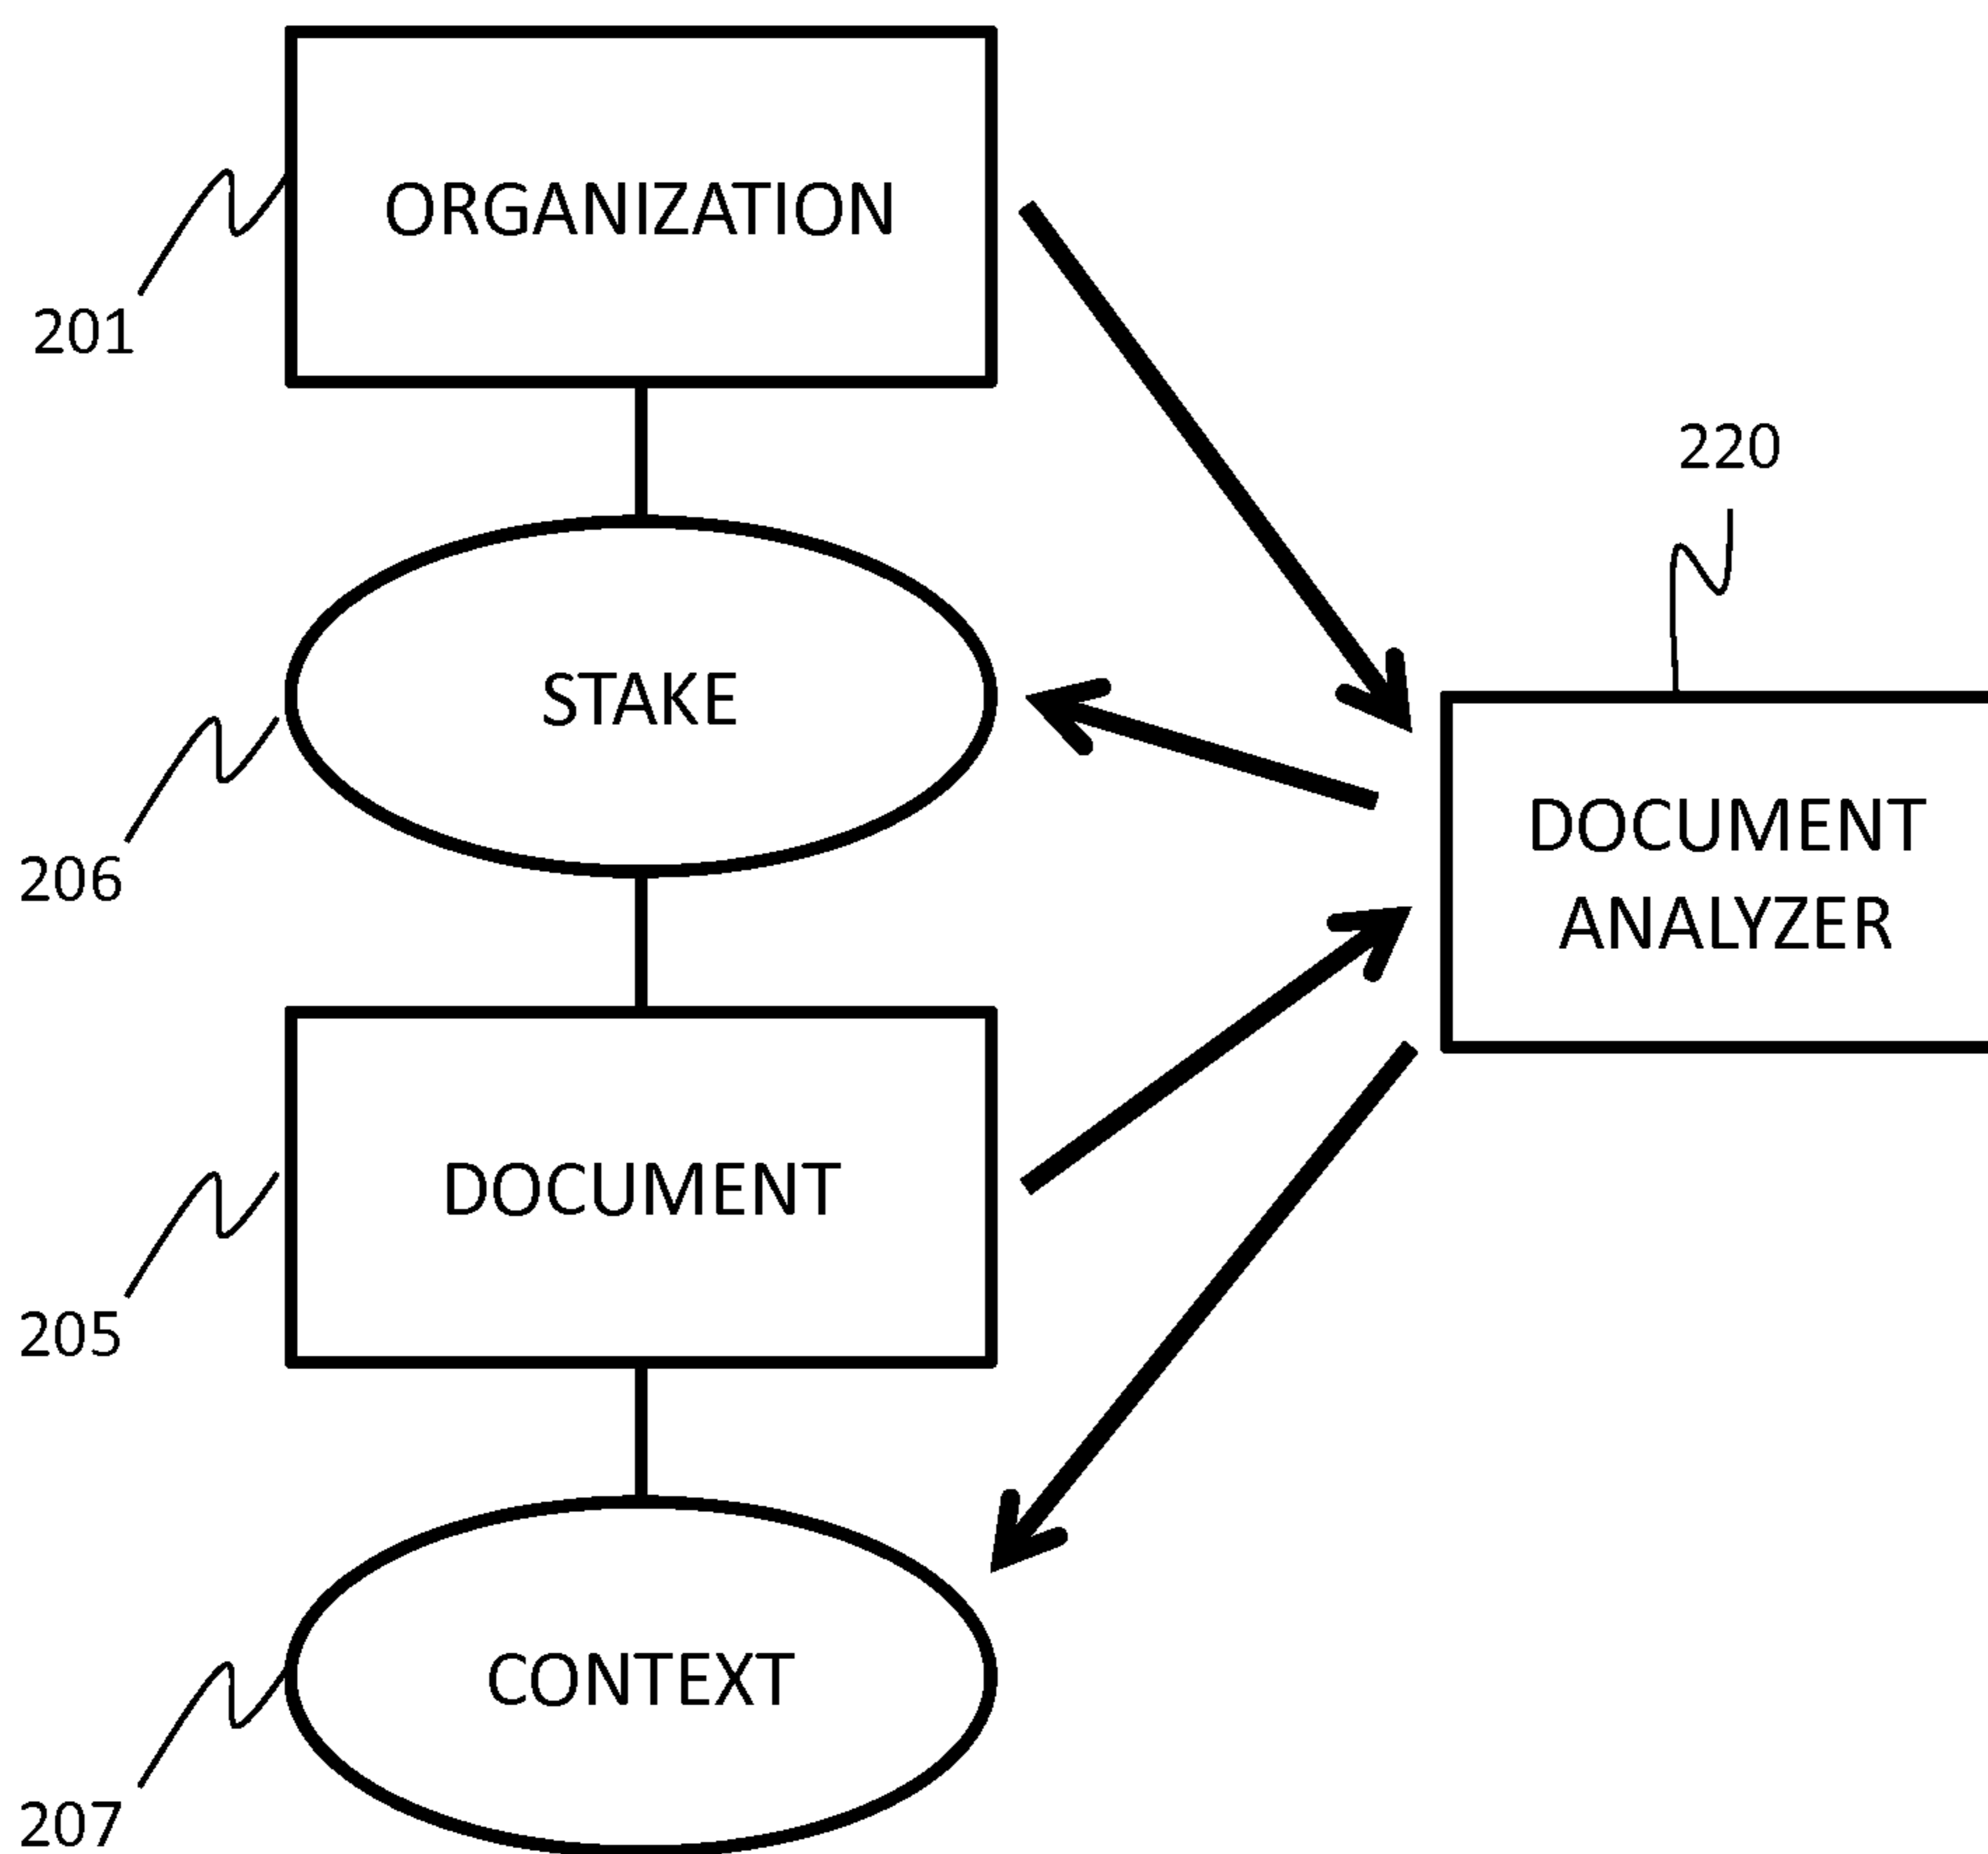 ORGANIZATION
201
220
STAKE
206
DOCUMENT
ANALYZER
DOCUMENT
205
CONTEXT
207